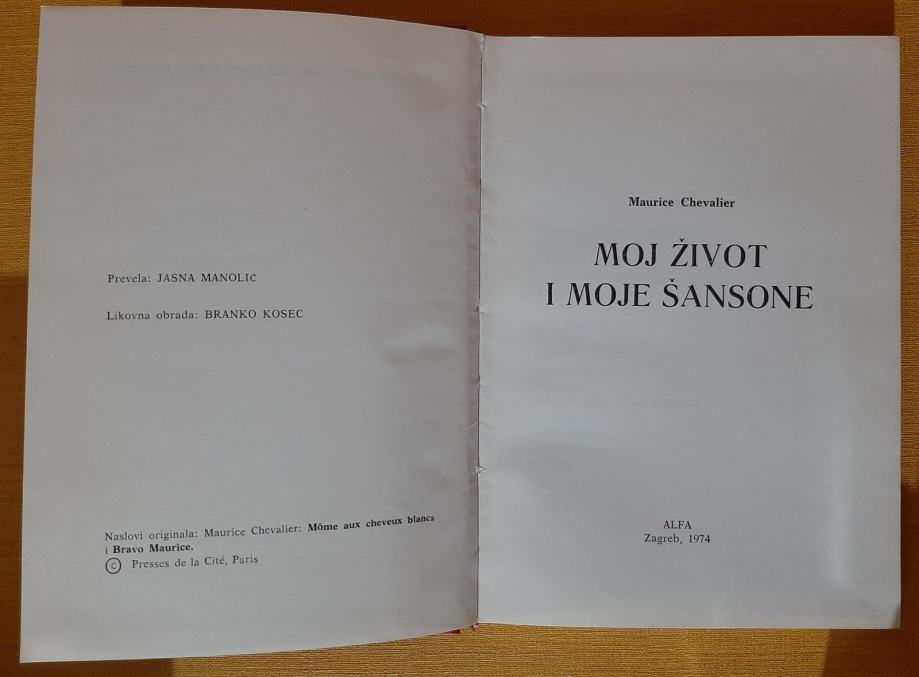 Prevela: JASNA MANOLIĆ
Likovna obrada: BRANKO KOSEC
Naslovi originala: Maurice Chevalier: Môme aux cheveux blancs
i Bravo Maurice.
© Presses de la Cité, Paris
Maurice Chevalier
MOJ ŽIVOT
I MOJE ŠANSONE
ALFA
Zagreb, 1974